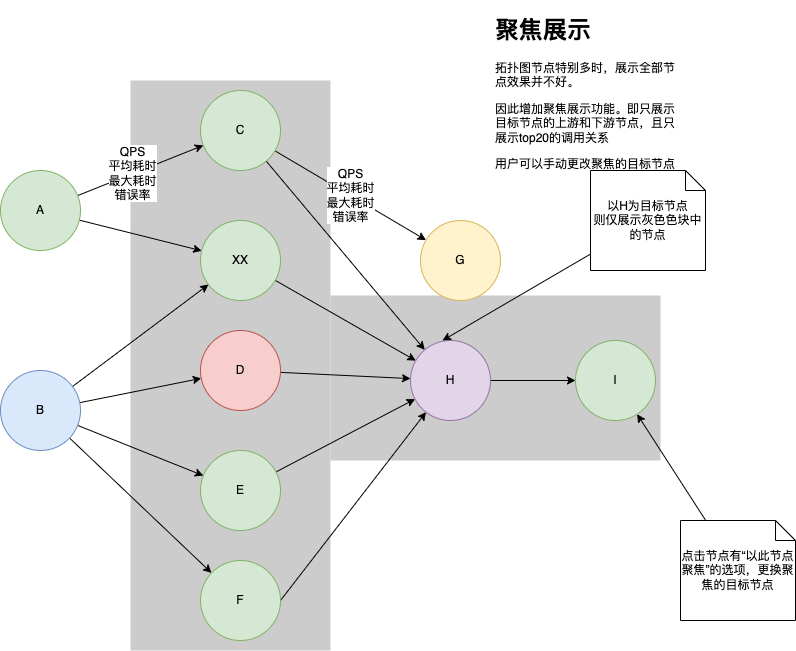 聚焦展示
拓扑图节点特别多时，展示全部节
点效果并不好。
因此增加聚焦展示功能。即只展示
目标节点的上游和下游节点，且只
展示top20的调用关系
用户可以手动更改聚焦的目标节点
C
QPS
平均耗时
最大耗时
错误率
QPS
平均耗时
最大耗时
错误率
A
以H为目标节点
则仅展示灰色色块中
的节点
XX
G
D
H
I
B
E
点击节点有“以此节点
聚焦”的选项，更换聚
焦的目标节点
F